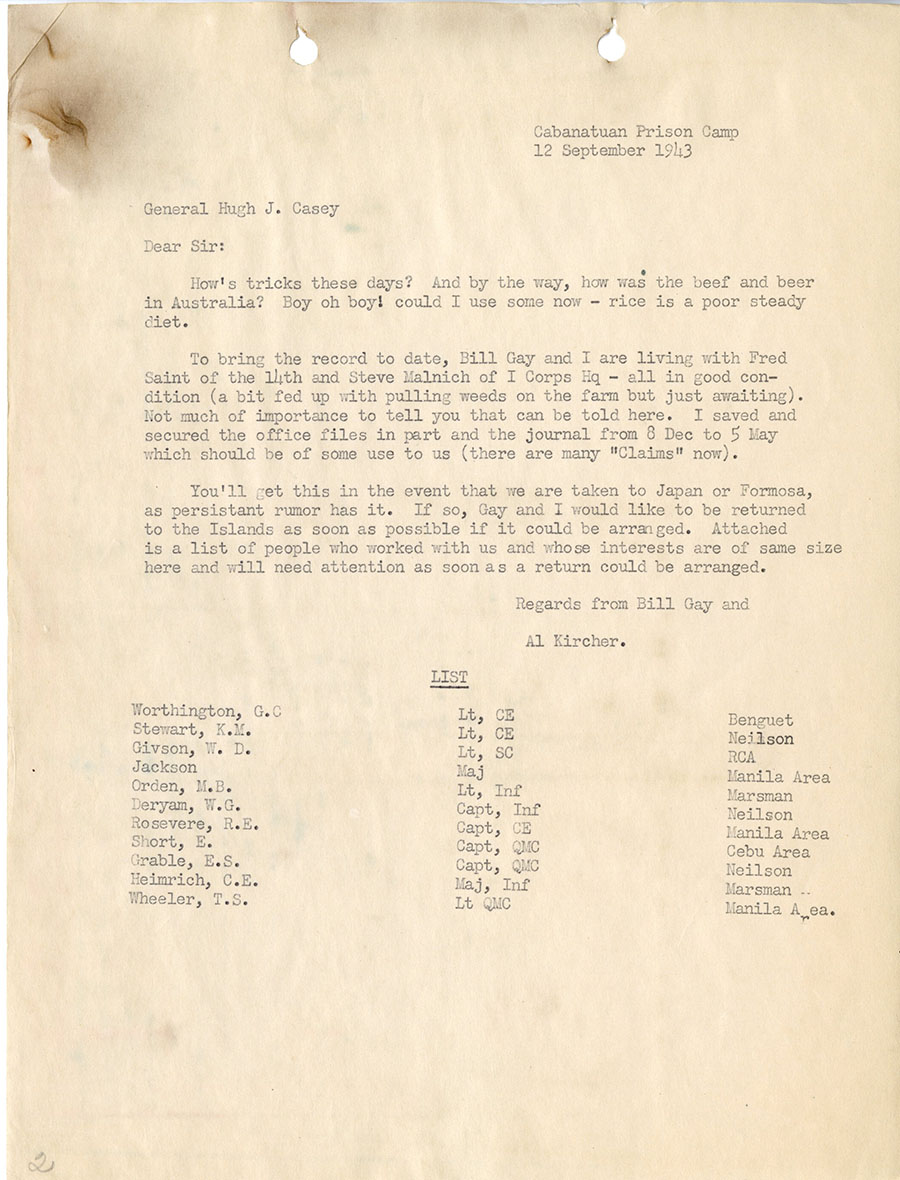 Cabanatuan Prison Camp
12 September 1943
General Hugh J. Casey
Dear Sir:
How's tricks these days? And by the way, how was the beef and beer
in Australia? Boy oh boy! could I use some now - rice is a poor steady
diet.
To bring the record to date, Bill Gay and I are living with Fred
Saint of the 14th and Steve Malnich of I Corps Hq - all in good con-
dition (a bit fed up with pulling weeds on the farm but just awaiting).
Not much of importance to tell you that can be told here. I saved and
secured the office files in part and the journal from 8 Dec to 5 May
which should be of some use to us (there are many "Claims" now).
You'll get this in the event that we are taken to Japan or Formosa,
as persistant rumor has it. If so, Gay and I would like to be returned
to the Islands as soon as possible if it could be arranged. Attached
is a list of people who worked with us and whose interests are of same size
here and will need attention as soon as a return could be arranged.
Regards from Bill Gay and
Al Kircher.
LIST
Worthington, G.C Lt, CE Benguet
Stewart, K.M. Lt, CE Neilson
Givson, W. D. Lt, SC RCA
Jackson Maj Manila Area
Orden, M.B. Lt, Inf Marsman
Deryam, W.G. Capt, Inf Neilson
Rosevere, R.E. Capt, CE Manila Area
Short, E. Capt, QMC Cebu Area
Grable, E.S. Capt, QMC Neilson
Heimrich, C.E. Maj, Inf Marsman --
Wheeler, T.S. Lt QMC Manila Area.
2